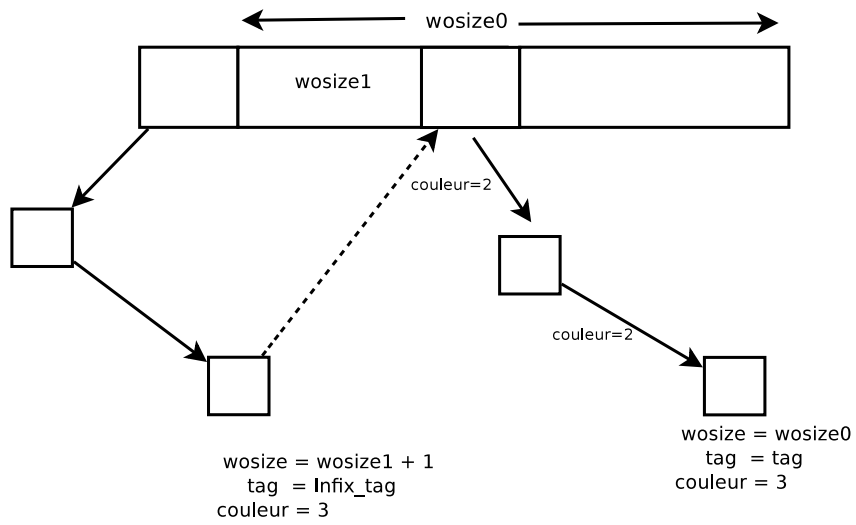 wosize0
wosize1
couleur=2
couleur=2
wosize = wosize1 + 1
tag = Infix_tag
couleur = 3
wosize = wosize0
tag = tag
couleur = 3